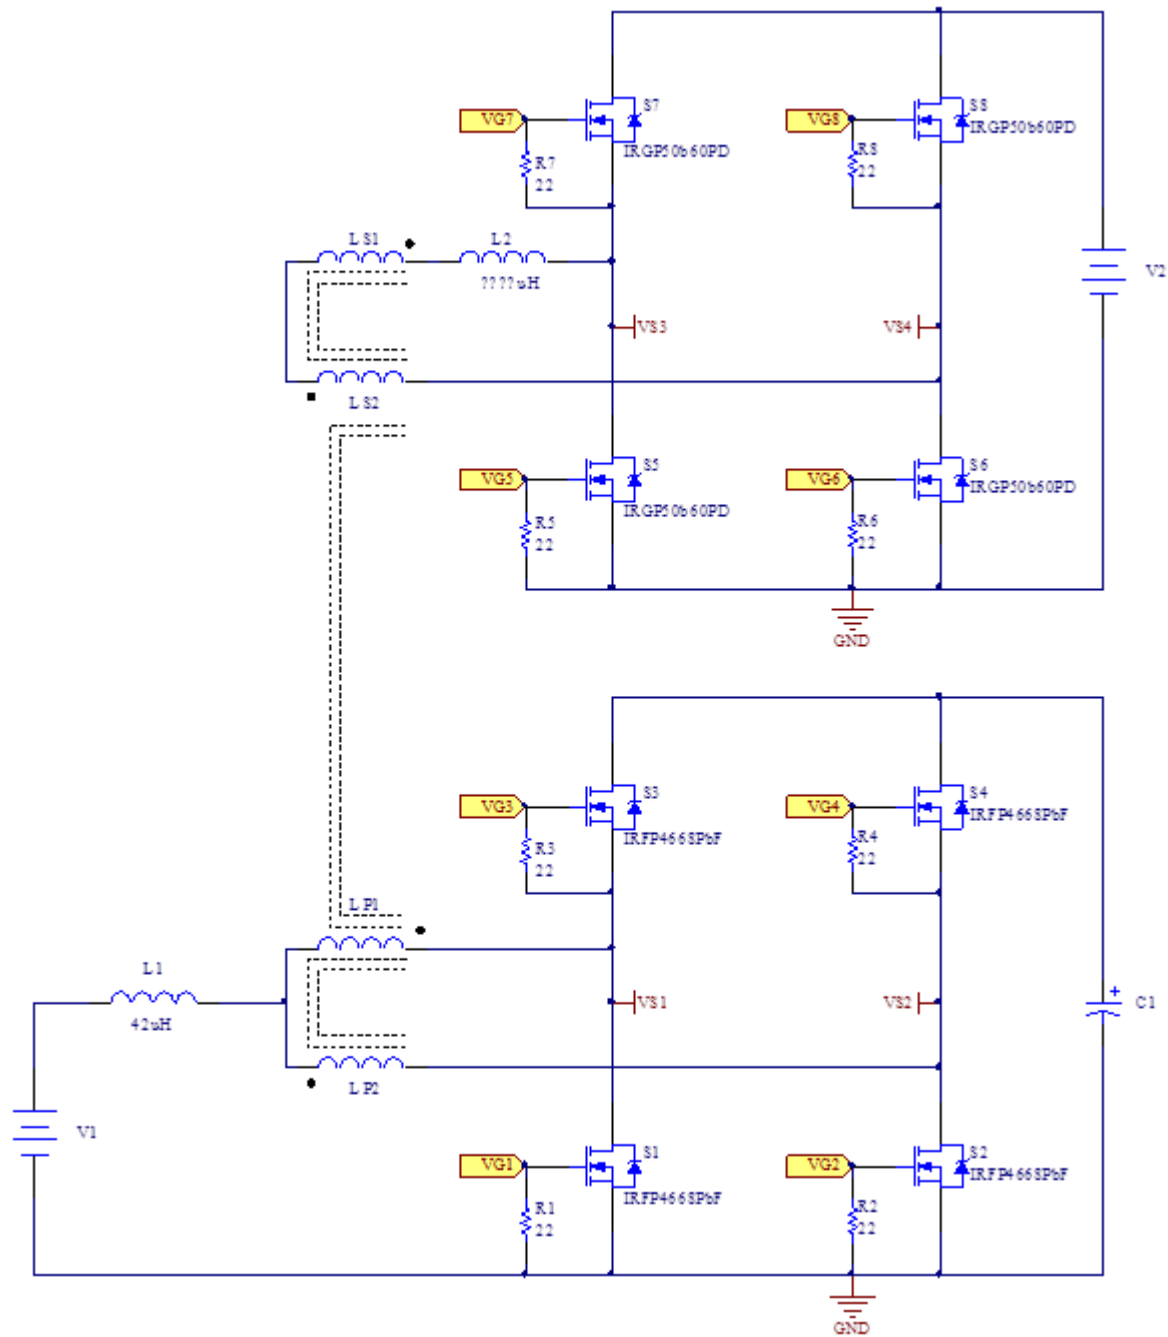 S7
S8
VG7
VG8
IRGP50b60PD
IRGP50b60PD
R7
22
R8
22
LS1
L2
????uH
V2
VS3
VS4
LS2
S5
S6
VG5
VG6
IRGP50b60PD
IRGP50b60PD
R5
22
R6
22
GND
S3
S4
VG3
VG4
IRFP4668PbF
IRFP4668PbF
R3
22
R4
22
LP1
L1
42uH
VS1
VS2
+
C1
LP2
V1
S1
S2
VG1
VG2
IRFP4668PbF
IRFP4668PbF
R1
22
R2
22
GND